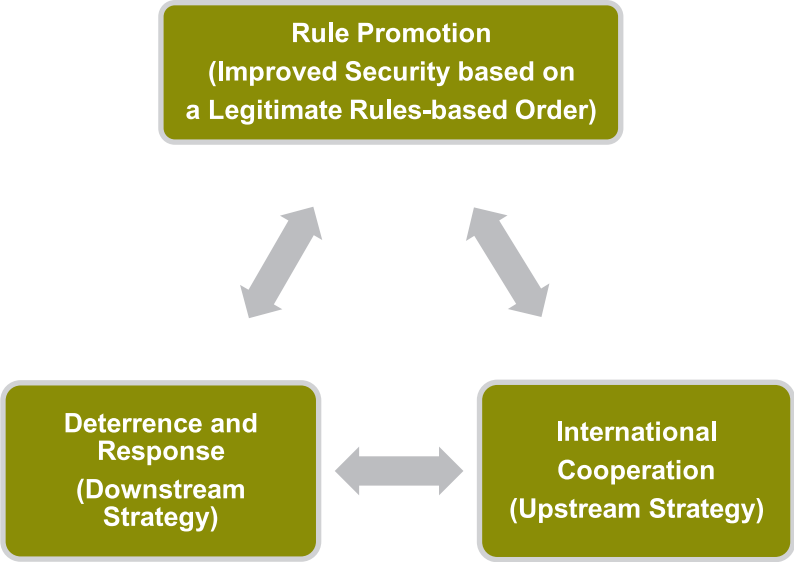 Rule Promotion
(Improved Security based on
a Legitimate Rules-based Order)
Deterrence and
Response
(Downstream
Strategy)
International
Cooperation
(Upstream Strategy)